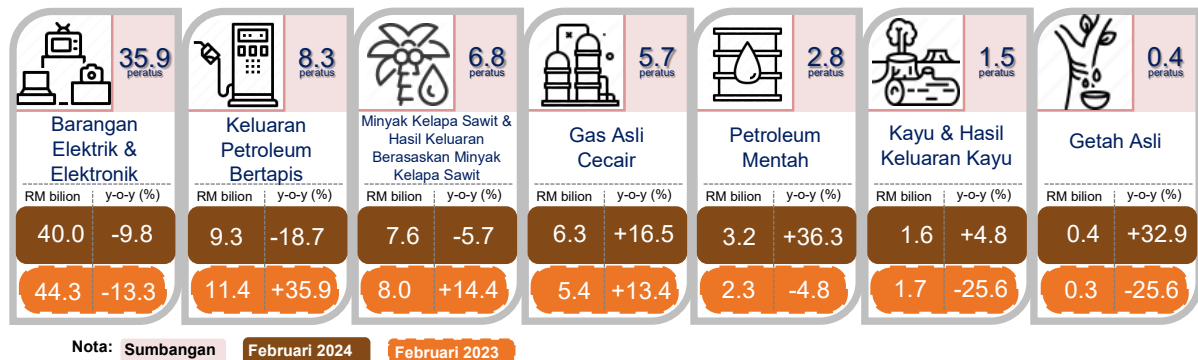 35.9
peratus
Barangan
Elektrik &
Elektronik
RM bilion y-o-y (%)
40.0 -9.8
44.3 -13.3
8.3
peratus
Keluaran
Petroleum
Bertapis
RM bilion y-o-y (%)
9.3 -18.7
11.4 +35.9
6.8
peratus
Minyak Kelapa Sawit &
Hasil Keluaran
Berasaskan Minyak
Kelapa Sawit
RM bilion y-o-y (%)
7.6 -5.7
8.0 +14.4
5.7
peratus
Gas Asli
Cecair
RM bilion y-o-y (%)
6.3 +16.5
5.4 +13.4
2.8
peratus
Petroleum
Mentah
RM bilion y-o-y (%)
3.2 +36.3
2.3 -4.8
1.5
peratus
Kayu & Hasil
Keluaran Kayu
RM bilion y-o-y (%)
1.6 +4.8
1.7 -25.6
0.4
peratus
Getah Asli
RM bilion y-o-y (%)
0.4 +32.9
0.3 -25.6
Nota: Sumbangan Februari 2024 Februari 2023